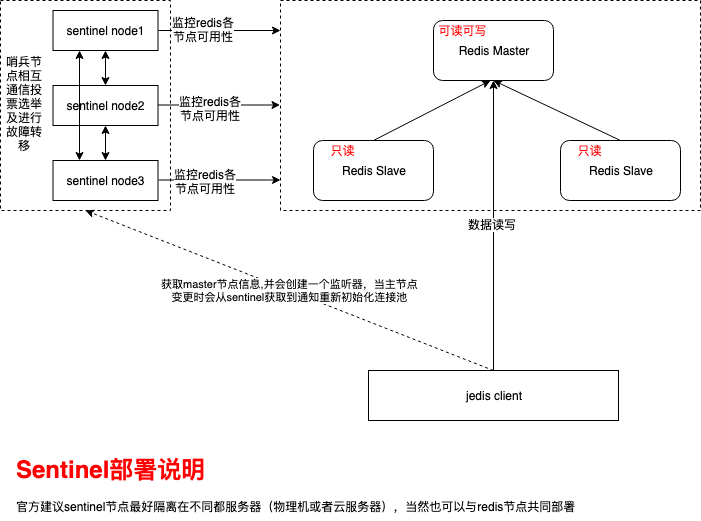 sentinel node1
监控redis各
节点可用性
可读可写
Redis Master
哨兵节
点相互
通信投
票选举
及进行
故障转
移
sentinel node2
监控redis各
节点可用性
只读
Redis Slave
只读
Redis Slave
sentinel node3
监控redis各
节点可用性
数据读写
获取master节点信息,并会创建一个监听器，当主节点
变更时会从sentinel获取到通知重新初始化连接池
jedis client
Sentinel部署说明
官方建议sentinel节点最好隔离在不同都服务器（物理机或者云服务器），当然也可以与redis节点共同部署